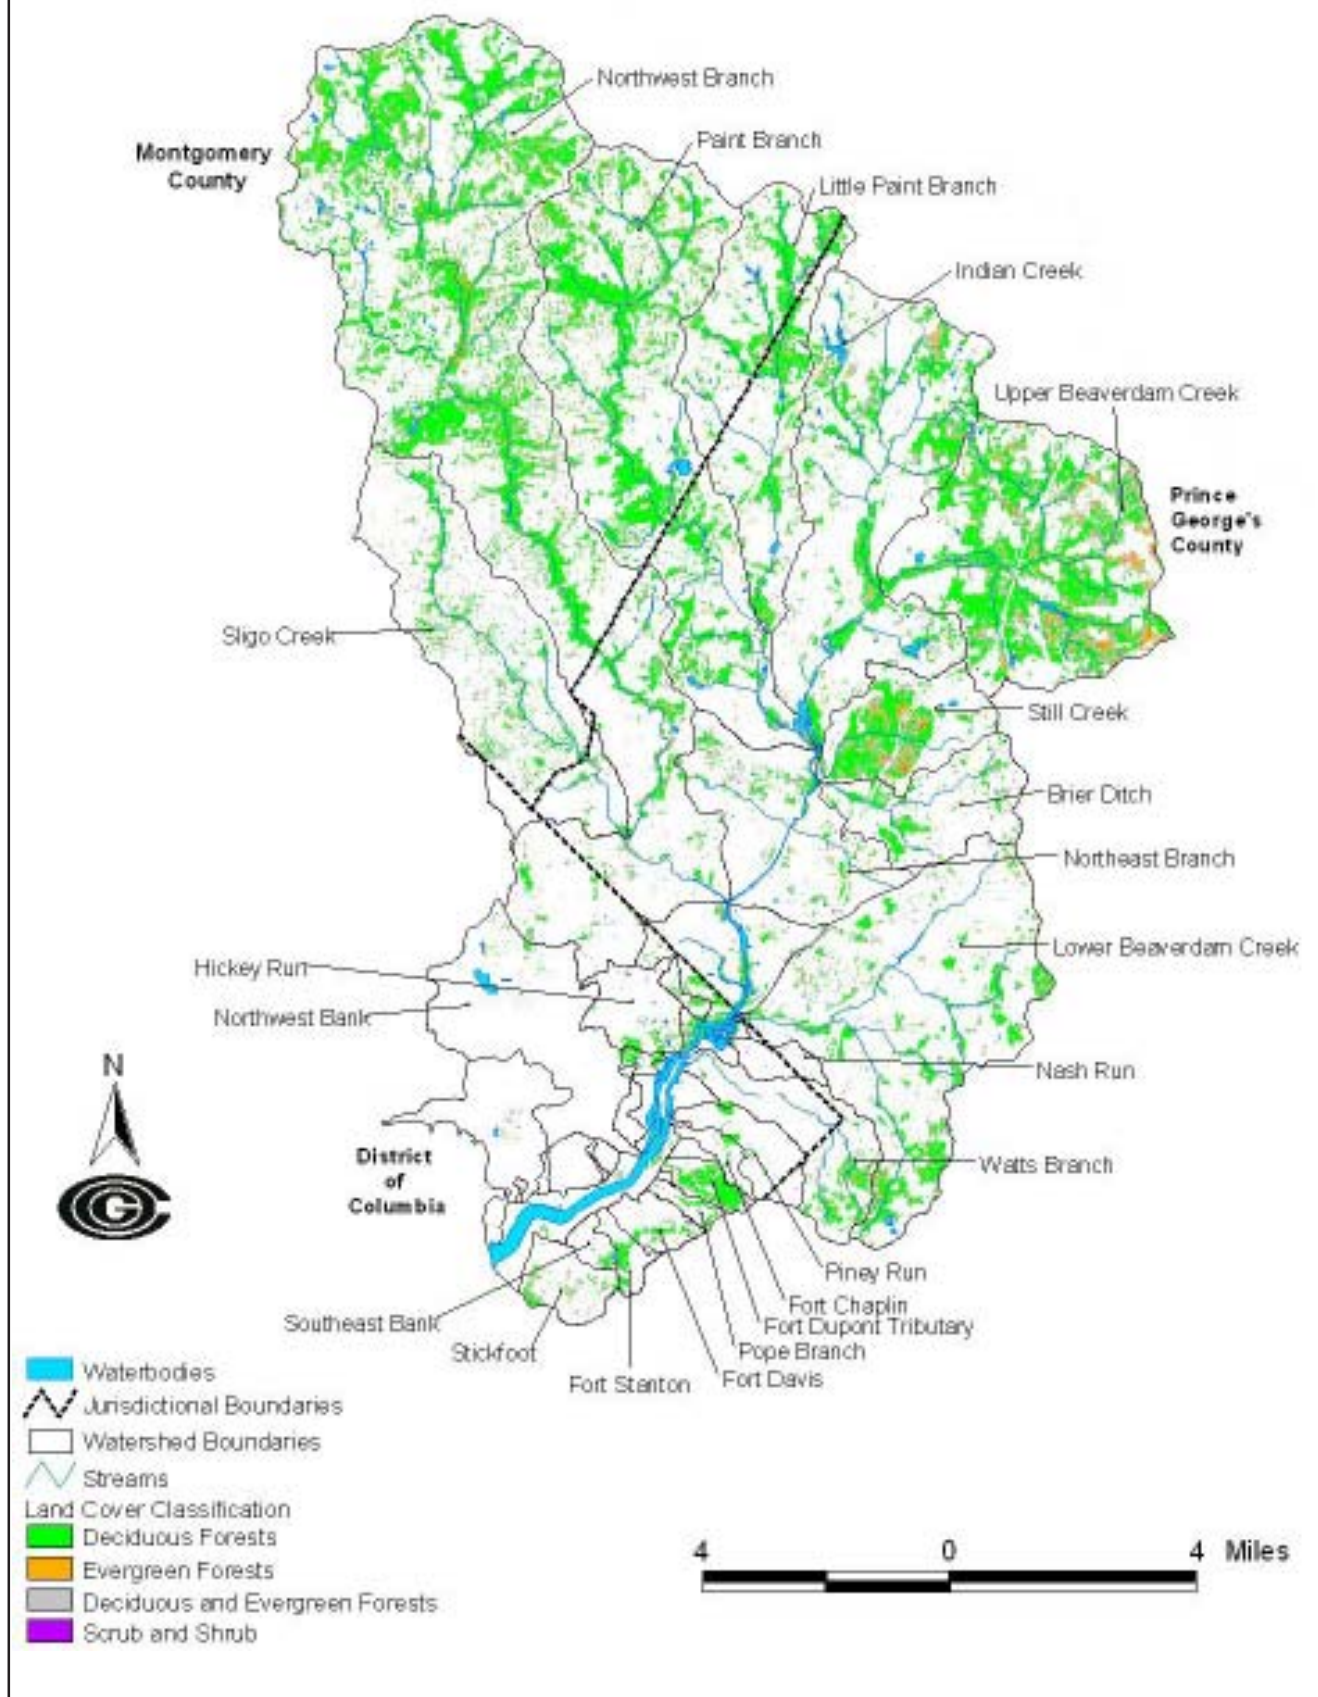 Northwest Branch
Paint Branch
Montgomery
County
Little Paint Branch
Indian Creek
Upper Beaverdam Creek
Prince
George's
County
Sligo Creek
Still Creek
Brier Ditch
Northeast Branch
Lower Beaverdam Creek
Hickey Run
Northwest Bank
N
Nash Run
District
of
Columbia
Watts Branch
Piney Run
Fort Chaplin
Fort Dupont Tributary
Southeast Bank
Pope Branch
Stickfoot
Fort Davis
Fort Stanton
Waterbodies
Jurisdictional Boundaries
Watershed Boundaries
Streams
Land Cover Classification
Deciduous Forests
Evergreen Forests
Deciduous and Evergreen Forests
Scrub and Shrub
4 0 4 Miles